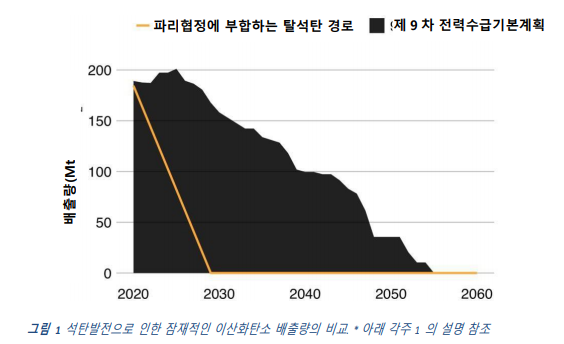 파리협정에 부합하는 탈석탄 경로 제 9 차 전력수급기본계획
200
150
100
50
0
배출량(Mt
2020 2030 2040 2050 2060
그림 1 석탄발전으로 인한 잠재적인 이산화탄소 배출량의 비교. * 아래 각주 1 의 설명 참조